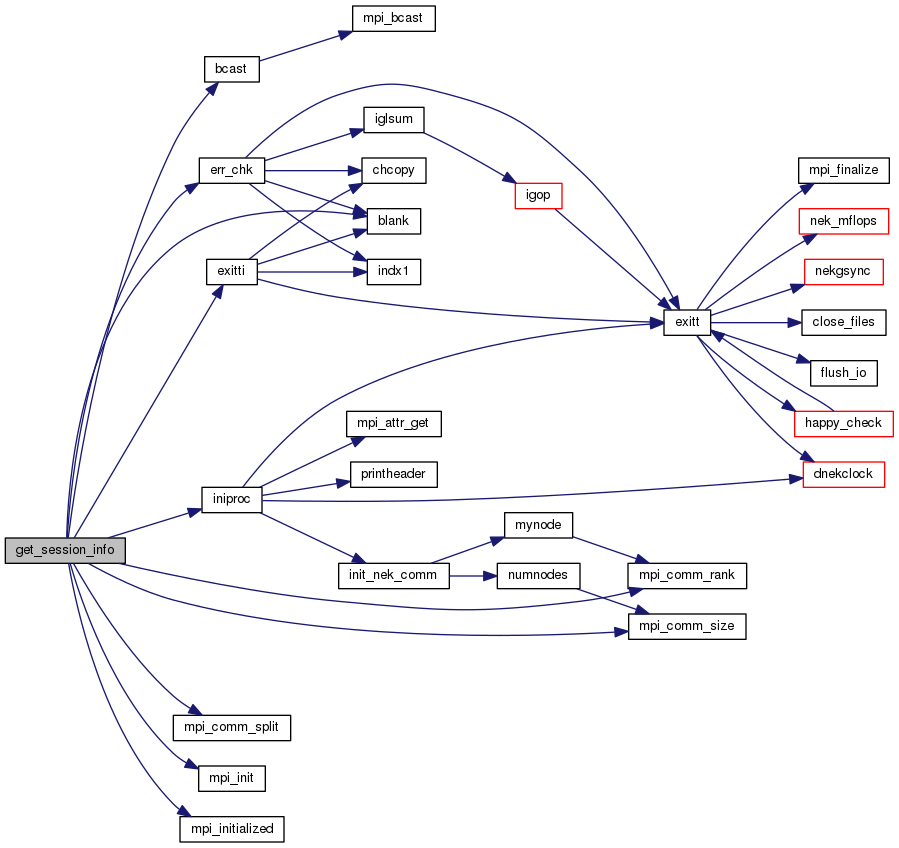 mpi_bcast
bcast
iglsum
err_chk
chcopy
mpi_finalize
igop
blank
nek_mflops
exitti
indx1
nekgsync
exitt
close_files
flush_io
mpi_attr_get
happy_check
printheader
dnekclock
iniproc
mynode
get_session_info
init_nek_comm
numnodes
mpi_comm_rank
mpi_comm_size
mpi_comm_split
mpi_init
mpi_initialized